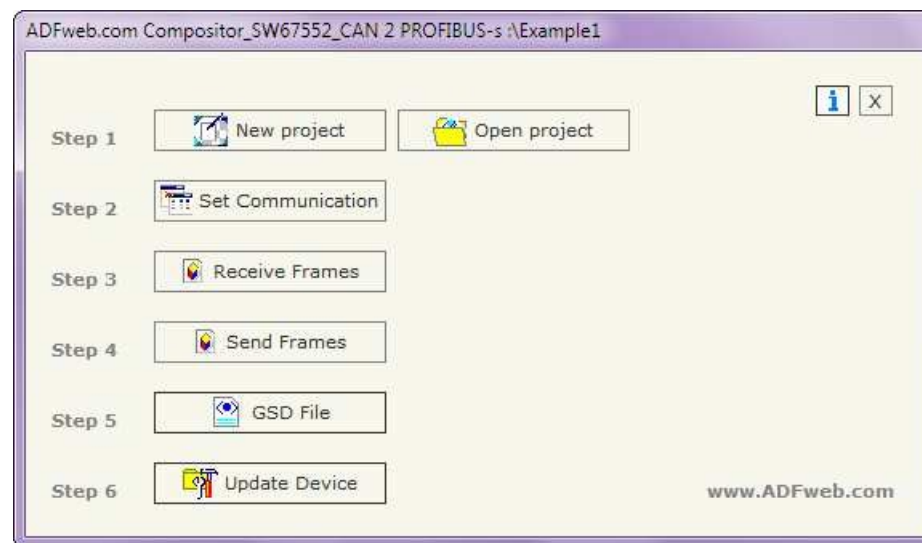 ADFweb.com Compositor_SW67552_CAN 2 PROFIBUS-s :\Example1
i X
Step 1 New project Open project
Step 2 Set Communication
Step 3 Receive Frames
Step 4 Send Frames
Step 5 GSD File
Step 6 Update Device
www.ADFweb.com